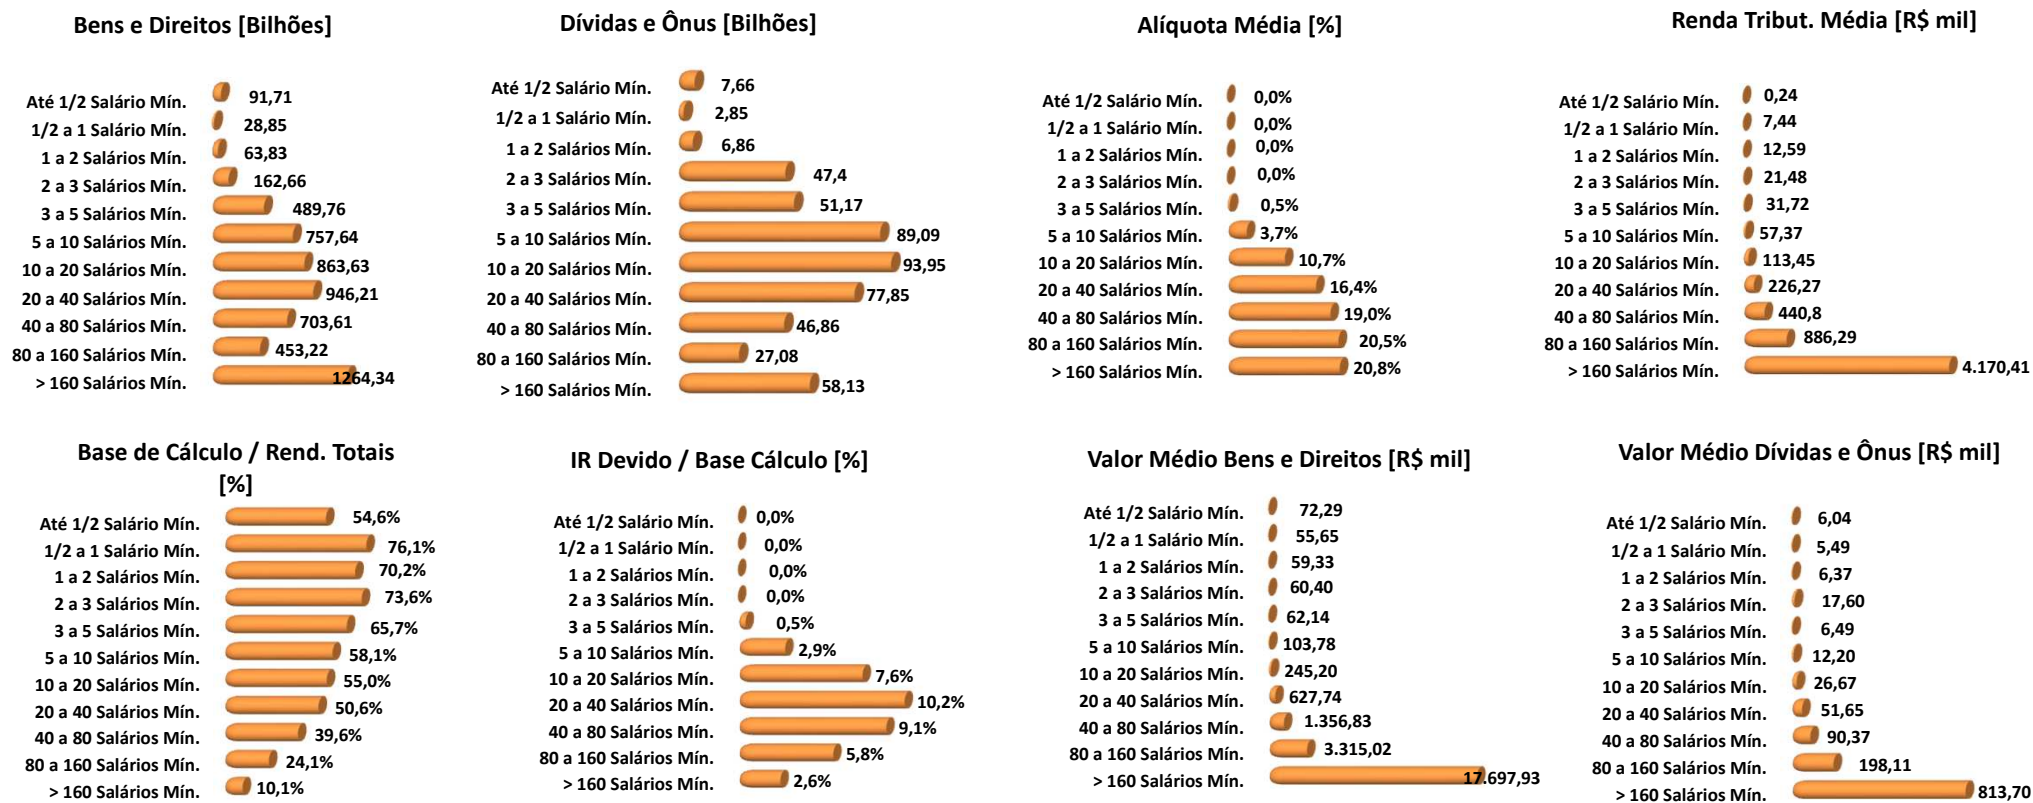 Bens e Direitos [Bilhões]
Até 1/2 Salário Mín. 91,71
1/2 a 1 Salário Mín. 28,85
1 a 2 Salários Mín. 63,83
2 a 3 Salários Mín. 162,66
3 a 5 Salários Mín. 489,76
5 a 10 Salários Mín. 757,64
10 a 20 Salários Mín. 863,63
20 a 40 Salários Mín. 946,21
40 a 80 Salários Mín. 703,61
80 a 160 Salários Mín. 453,22
> 160 Salários Mín. 1264,34
Dívidas e Ônus [Bilhões]
Até 1/2 Salário Mín. 7,66
1/2 a 1 Salário Mín. 2,85
1 a 2 Salários Mín. 6,86
2 a 3 Salários Mín. 47,4
3 a 5 Salários Mín. 51,17
5 a 10 Salários Mín. 89,09
10 a 20 Salários Mín. 93,95
20 a 40 Salários Mín. 77,85
40 a 80 Salários Mín. 46,86
80 a 160 Salários Mín. 27,08
> 160 Salários Mín. 58,13
Alíquota Média [%]
Até 1/2 Salário Mín. 0,0%
1/2 a 1 Salário Mín. 0,0%
1 a 2 Salários Mín. 0,0%
2 a 3 Salários Mín. 0,0%
3 a 5 Salários Mín. 0,5%
5 a 10 Salários Mín. 3,7%
10 a 20 Salários Mín. 10,7%
20 a 40 Salários Mín. 16,4%
40 a 80 Salários Mín. 19,0%
80 a 160 Salários Mín. 20,5%
> 160 Salários Mín. 20,8%
Renda Tribut. Média [R$ mil]
Até 1/2 Salário Mín. 0,24
1/2 a 1 Salário Mín. 7,44
1 a 2 Salários Mín. 12,59
2 a 3 Salários Mín. 21,48
3 a 5 Salários Mín. 31,72
5 a 10 Salários Mín. 57,37
10 a 20 Salários Mín. 113,45
20 a 40 Salários Mín. 226,27
40 a 80 Salários Mín. 440,8
80 a 160 Salários Mín. 886,29
> 160 Salários Mín. 4.170,41
Base de Cálculo / Rend. Totais
[%]
Até 1/2 Salário Mín. 54,6%
1/2 a 1 Salário Mín. 76,1%
1 a 2 Salários Mín. 70,2%
2 a 3 Salários Mín. 73,6%
3 a 5 Salários Mín. 65,7%
5 a 10 Salários Mín. 58,1%
10 a 20 Salários Mín. 55,0%
20 a 40 Salários Mín. 50,6%
40 a 80 Salários Mín. 39,6%
80 a 160 Salários Mín. 24,1%
> 160 Salários Mín. 10,1%
IR Devido / Base Cálculo [%]
Até 1/2 Salário Mín. 0,0%
1/2 a 1 Salário Mín. 0,0%
1 a 2 Salários Mín. 0,0%
2 a 3 Salários Mín. 0,0%
3 a 5 Salários Mín. 0,5%
5 a 10 Salários Mín. 2,9%
10 a 20 Salários Mín. 7,6%
20 a 40 Salários Mín. 10,2%
40 a 80 Salários Mín. 9,1%
80 a 160 Salários Mín. 5,8%
> 160 Salários Mín. 2,6%
Valor Médio Bens e Direitos [R$ mil]
Até 1/2 Salário Mín. 72,29
1/2 a 1 Salário Mín. 55,65
1 a 2 Salários Mín. 59,33
2 a 3 Salários Mín. 60,40
3 a 5 Salários Mín. 62,14
5 a 10 Salários Mín. 103,78
10 a 20 Salários Mín. 245,20
20 a 40 Salários Mín. 627,74
40 a 80 Salários Mín. 1.356,83
80 a 160 Salários Mín. 3.315,02
> 160 Salários Mín. 17.697,93
Valor Médio Dívidas e Ônus [R$ mil]
Até 1/2 Salário Mín. 6,04
1/2 a 1 Salário Mín. 5,49
1 a 2 Salários Mín. 6,37
2 a 3 Salários Mín. 17,60
3 a 5 Salários Mín. 6,49
5 a 10 Salários Mín. 12,20
10 a 20 Salários Mín. 26,67
20 a 40 Salários Mín. 51,65
40 a 80 Salários Mín. 90,37
80 a 160 Salários Mín. 198,11
> 160 Salários Mín. 813,70